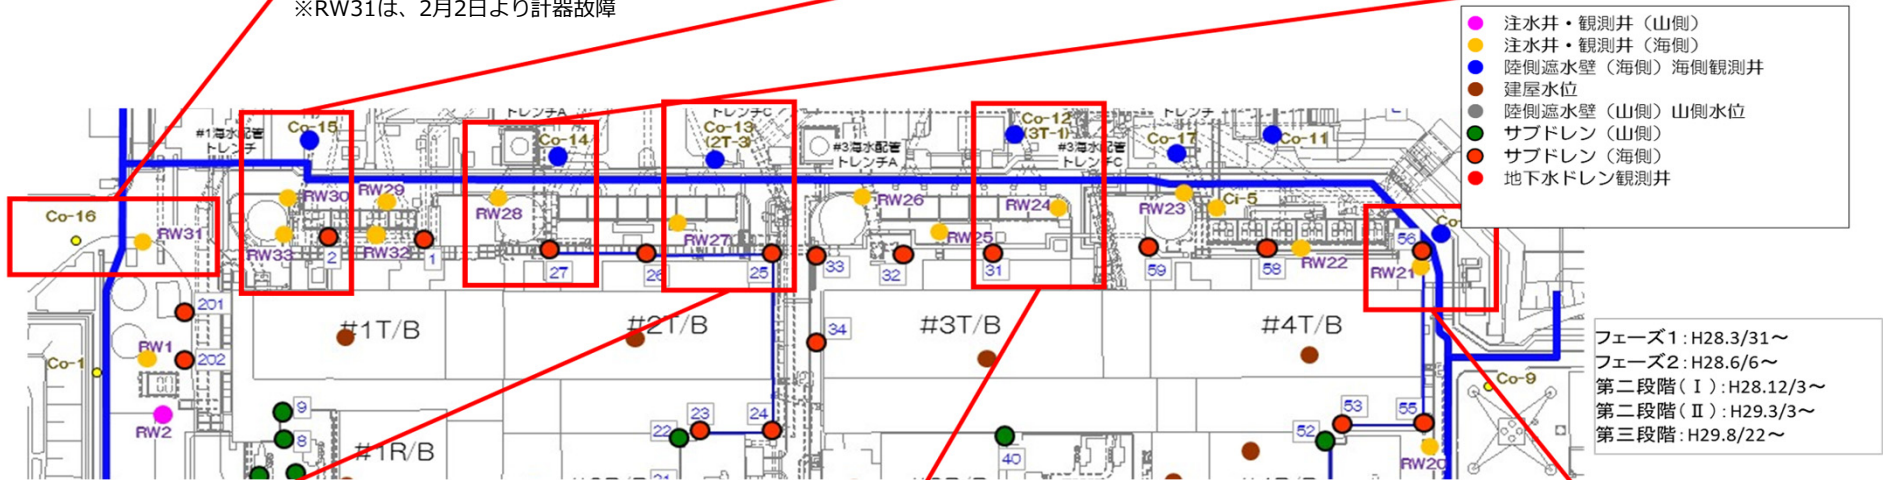 ※RW31は、2月2日より計器故障
注水井・観測井（山側）
注水井・観測井（海側）
陸側遮水壁（海側）海側観測井
建屋水位
陸側遮水壁（山側）山側水位
サブドレン（山側）
サブドレン（海側）
地下水ドレン観測井
トレンチA
トレンチC
トレンチ
#1海水配管
トレンチ
Co-15
Co-14
Co-13
(2T-3)
#3海水配管
トレンチA
Co-12
(3T-1)
#3海水配管
トレンチC
Co-17
Co-11
Co-16
RW31
RW30
RW29
RW33
RW32
2
1
RW28
27
26
RW27
25
33
RW26
32
RW25
31
RW24
RW23
Ci-5
59
58
RW22
56
RW21
Co-
201
202
RW1
Co-1
RW2
#1T/B
#2T/B
#3T/B
#4T/B
34
9
8
#1R/B
22
23
24
21
40
52
53
55
RW20
Co-9
フェーズ1：H28.3/31～
フェーズ2：H28.6/6～
第二段階(Ⅰ)：H28.12/3～
第二段階(Ⅱ)：H29.3/3～
第三段階：H29.8/22～